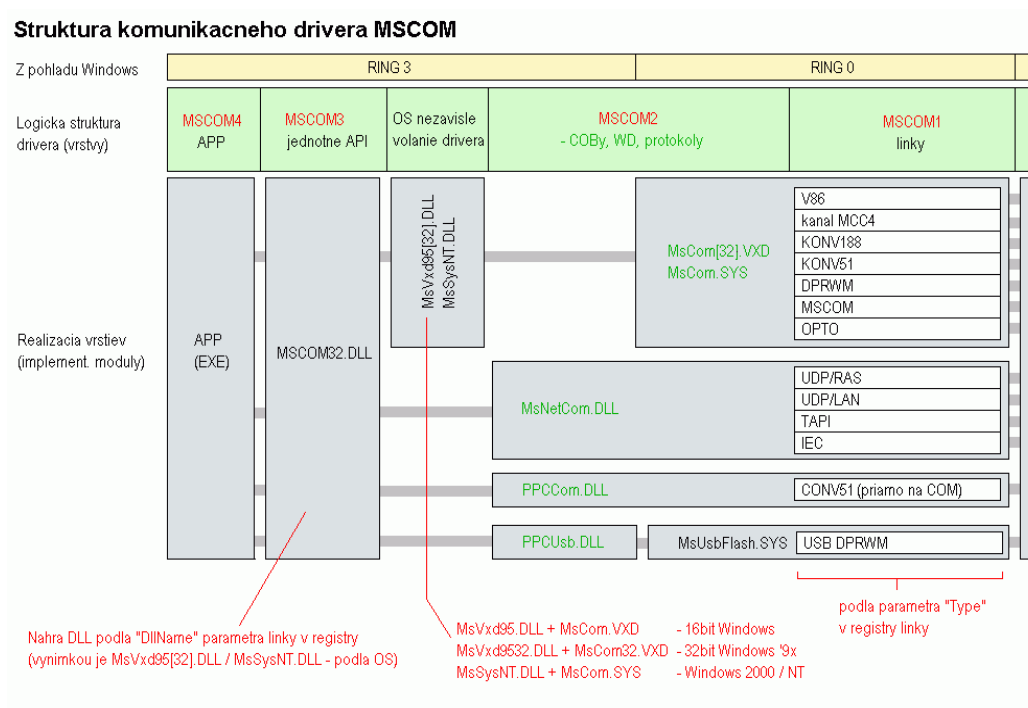 Struktura komunikacneho drivera MSCOM
Z pohladu Windows
RING 3
RING 0
Logicka struktura
drivera (vrstvy)
MSCOM4
APP
MSCOM3
jednotne API
OS nezavisle
volanie drivera
MSCOM2
- COBy, WD, protokoly
MSCOM1
linky
Realizacia vrstiev
(implement. moduly)
APP
(EXE)
MSCOM32.DLL
MsVxd95[32].DLL
MsSysNT.DLL
MsCom[32].VXD
MsCom.SYS
V86
kanal MCC4
KONV188
KONV51
DPRWM
MSCOM
OPTO
MsNetCom.DLL
UDP/RAS
UDP/LAN
TAPI
IEC
PPCCom.DLL
CONV51 (priamo na COM)
PPCUsb.DLL
MsUsbFlash.SYS
USB DPRWM
Nahra DLL podla "DllName" parametra linky v registry
(vynimkou je MsVxd95[32].DLL / MsSysNT.DLL - podla OS)
MsVxd95.DLL + MsCom.VXD - 16bit Windows
MsVxd9532.DLL + MsCom32.VXD - 32bit Windows '9x
MsSysNT.DLL + MsCom.SYS - Windows 2000 / NT
podla parametra "Type"
v registry linky